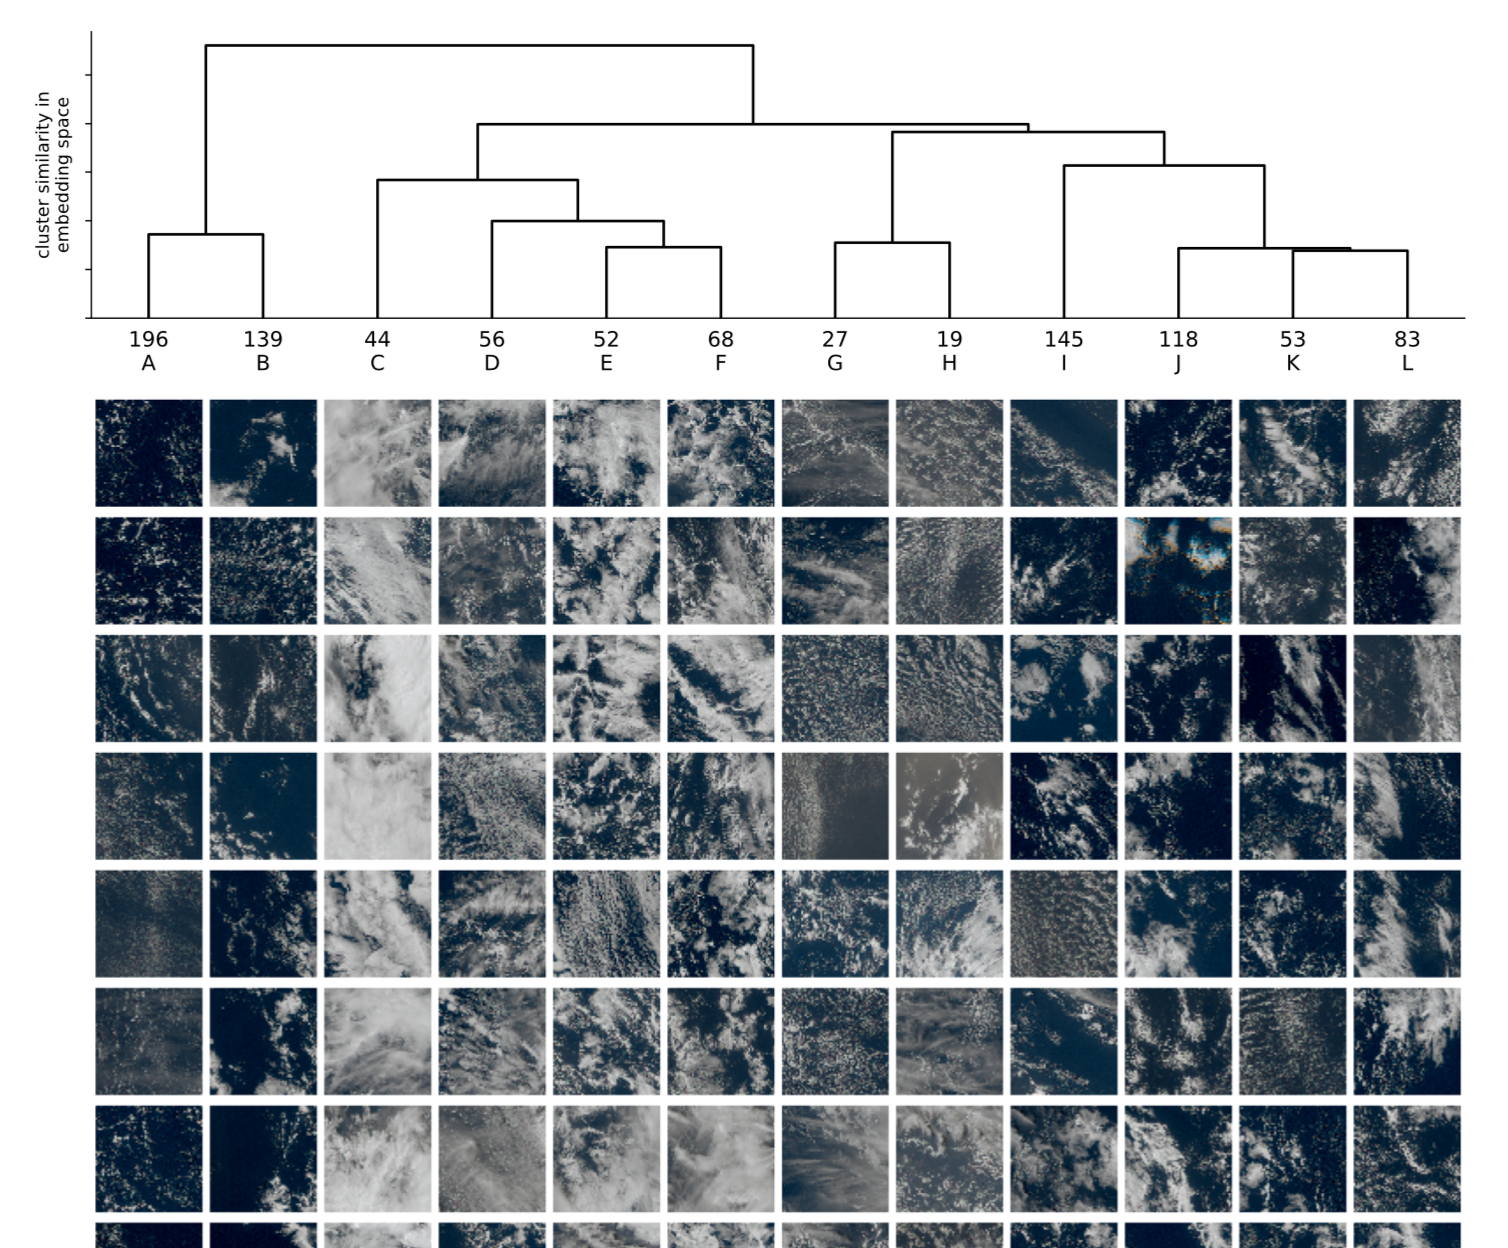 cluster similarity in
embedding space
196 139 44 56 52 68 27 19 145 118 53 83
A B C D E F G H I J K L